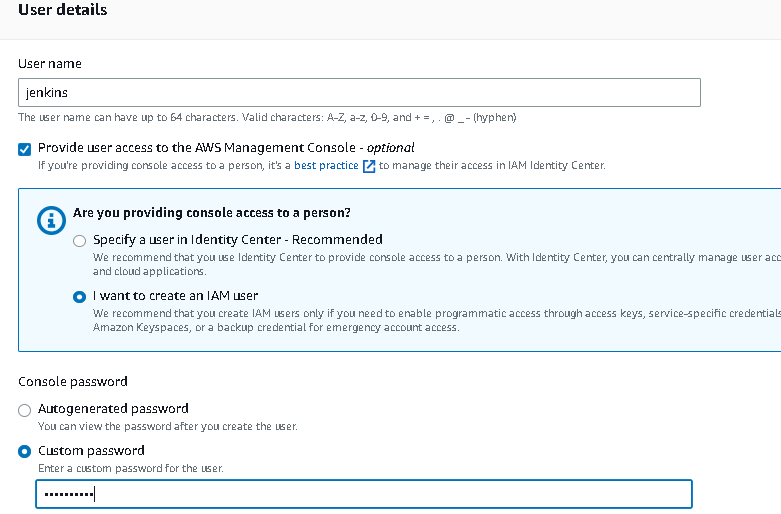 User details
User name
jenkins
The user name can have up to 64 characters. Valid characters: A-Z, a-z, 0-9, and + = , . @ _ - (hyphen)
Provide user access to the AWS Management Console - optional
If you're providing console access to a person, it's a best practice to manage their access in IAM Identity Center.
Are you providing console access to a person?
Specify a user in Identity Center - Recommended
We recommend that you use Identity Center to provide console access to a person. With Identity Center, you can centrally manage user acc
and cloud applications.
I want to create an IAM user
We recommend that you create IAM users only if you need to enable programmatic access through access keys, service-specific credentials
Amazon Keyspaces, or a backup credential for emergency account access.
Console password
Autogenerated password
You can view the password after you create the user.
Custom password
Enter a custom password for the user.
••••••••••